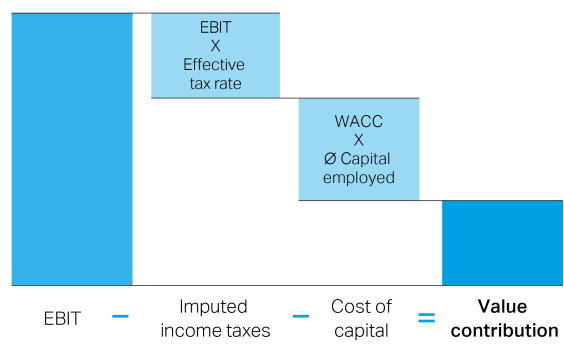 EBIT
X
Effective
tax rate
WACC
X
Ø Capital
employed
EBIT – Imputed income taxes – Cost of capital = Value contribution